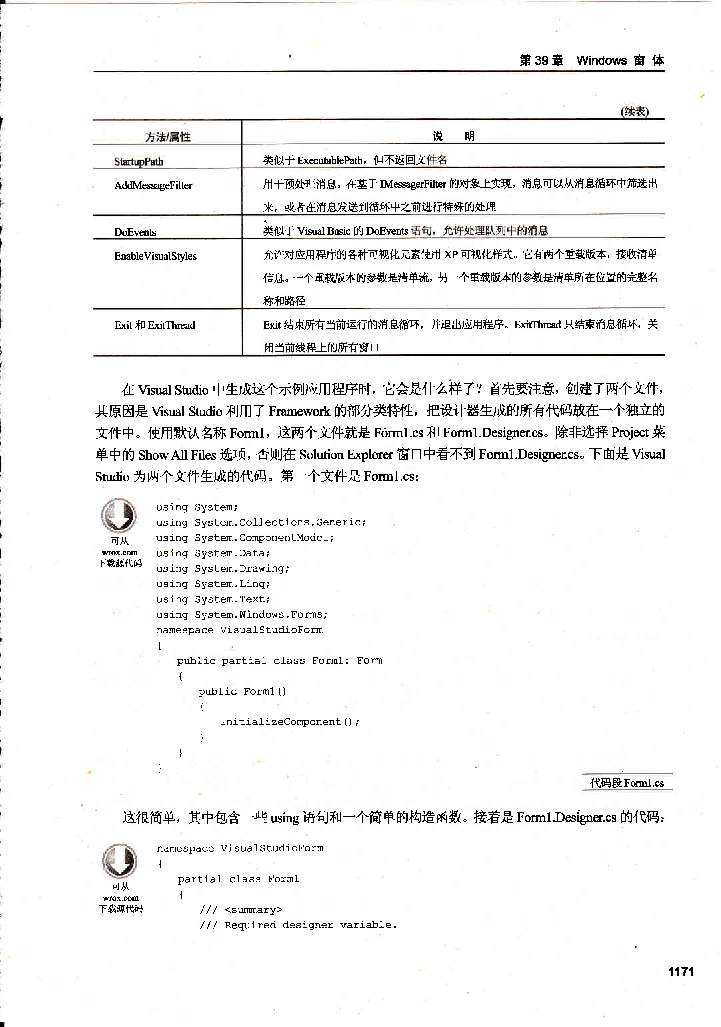 第39章 Windows 窗 体
(续表)
方法/属性 说 明
StartupPath 类似于 ExecutablePath，但不返回文件名
AddMessageFilter 用于预处理消息，在基于 IMessagerFilter 的对象上实现，消息可以从消息循环中筛选出
来，或者在消息发送到循环中之前进行特殊的处理
DoEvents 类似于 Visual Basic 的 DoEvents 语句，允许处理队列中的消息
EnableVisualStyles 允许对应用程序的各种可视化元素使用 XP 可视化样式。它有两个重载版本，接收清单
信息。一个重载版本的参数是清单流，另一个重载版本的参数是清单所在位置的完整名
称和路径
Exit 和 ExitThread Exit 结束所有当前运行的消息循环，并退出应用程序。ExitThread 只结束消息循环，关
闭当前线程上的所有窗口
在 Visual Studio 中生成这个示例应用程序时，它会是什么样子？首先要注意，创建了两个文件，
其原因是 Visual Studio 利用了 Framework 的部分类特性，把设计器生成的所有代码放在一个独立的
文件中。使用默认名称 Form1，这两个文件就是 Form1.cs 和 Form1.Designer.cs。除非选择 Project 菜
单中的 Show All Files 选项，否则在 Solution Explorer 窗口中看不到 Form1.Designer.cs。下面是 Visual
Studio 为两个文件生成的代码。第一个文件是 Form1.cs：
可从
wrox.com
下载源代码
using System;
using System.Collections.Generic;
using System.ComponentModel;
using System.Data;
using System.Drawing;
using System.Linq;
using System.Text;
using System.Windows.Forms;
namespace VisualStudioForm
{
public partial class Form1: Form
{
public Form1()
{
InitializeComponent();
}
}
}
代码段 Form1.cs
这很简单，其中包含一些 using 语句和一个简单的构造函数。接着是 Form1.Designer.cs 的代码：
可从
wrox.com
下载源代码
namespace VisualStudioForm
{
partial class Form1
{
/// <summary>
/// Required designer variable.
1171